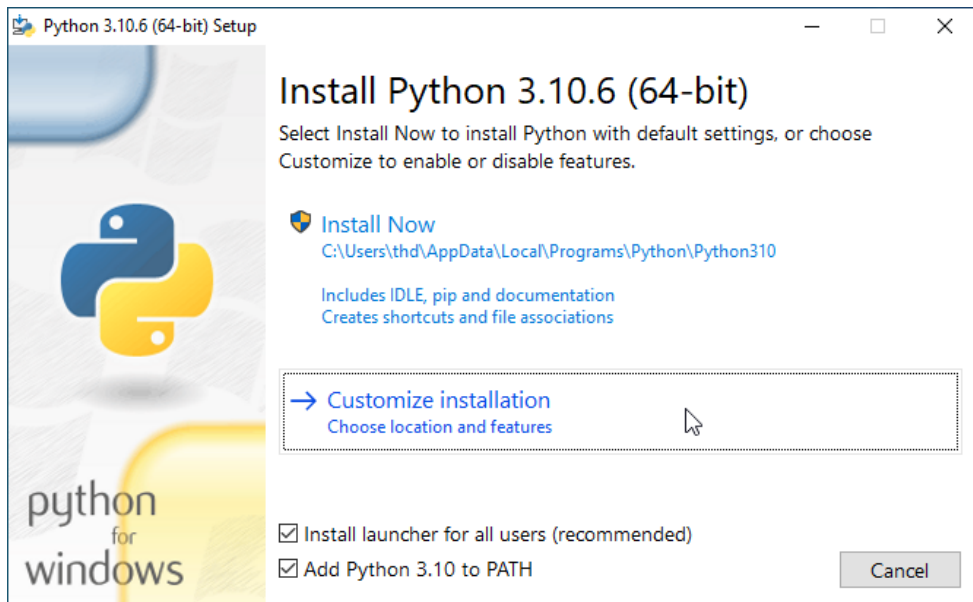 Python 3.10.6 (64-bit) Setup
Install Python 3.10.6 (64-bit)
Select Install Now to install Python with default settings, or choose
Customize to enable or disable features.
Install Now
C:\Users\thd\AppData\Local\Programs\Python\Python310
Includes IDLE, pip and documentation
Creates shortcuts and file associations
Customize installation
Choose location and features
python
for
windows
Install launcher for all users (recommended)
Add Python 3.10 to PATH
Cancel